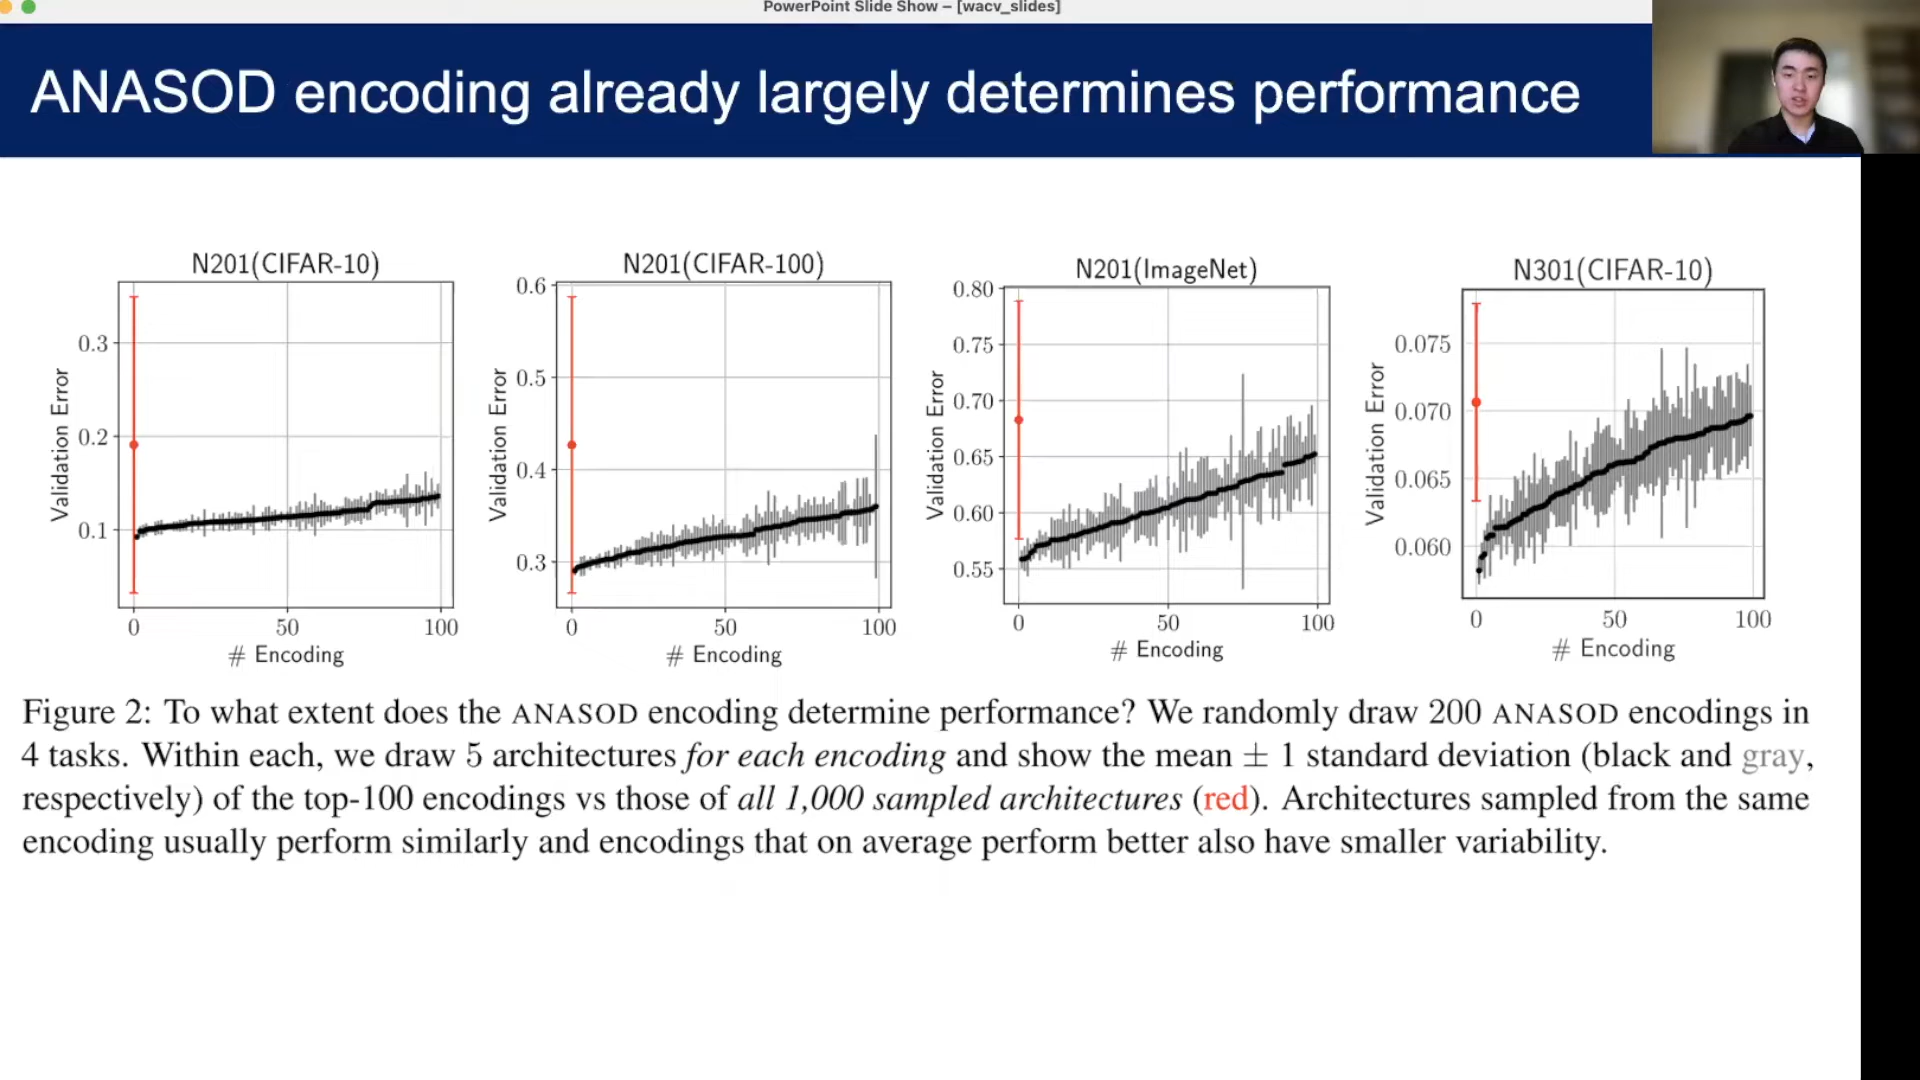 PowerPoint Slide Show – [wacv_slides]
ANASOD encoding already largely determines performance
N201(CIFAR-10)
Validation Error
0.3
0.2
0.1
0 50 100
# Encoding
N201(CIFAR-100)
Validation Error
0.6
0.5
0.4
0.3
0 50 100
# Encoding
N201(ImageNet)
Validation Error
0.80
0.75
0.70
0.65
0.60
0.55
0 50 100
# Encoding
N301(CIFAR-10)
Validation Error
0.075
0.070
0.065
0.060
0 50 100
# Encoding
Figure 2: To what extent does the ANASOD encoding determine performance? We randomly draw 200 ANASOD encodings in
4 tasks. Within each, we draw 5 architectures for each encoding and show the mean ± 1 standard deviation (black and gray,
respectively) of the top-100 encodings vs those of all 1,000 sampled architectures (red). Architectures sampled from the same
encoding usually perform similarly and encodings that on average perform better also have smaller variability.